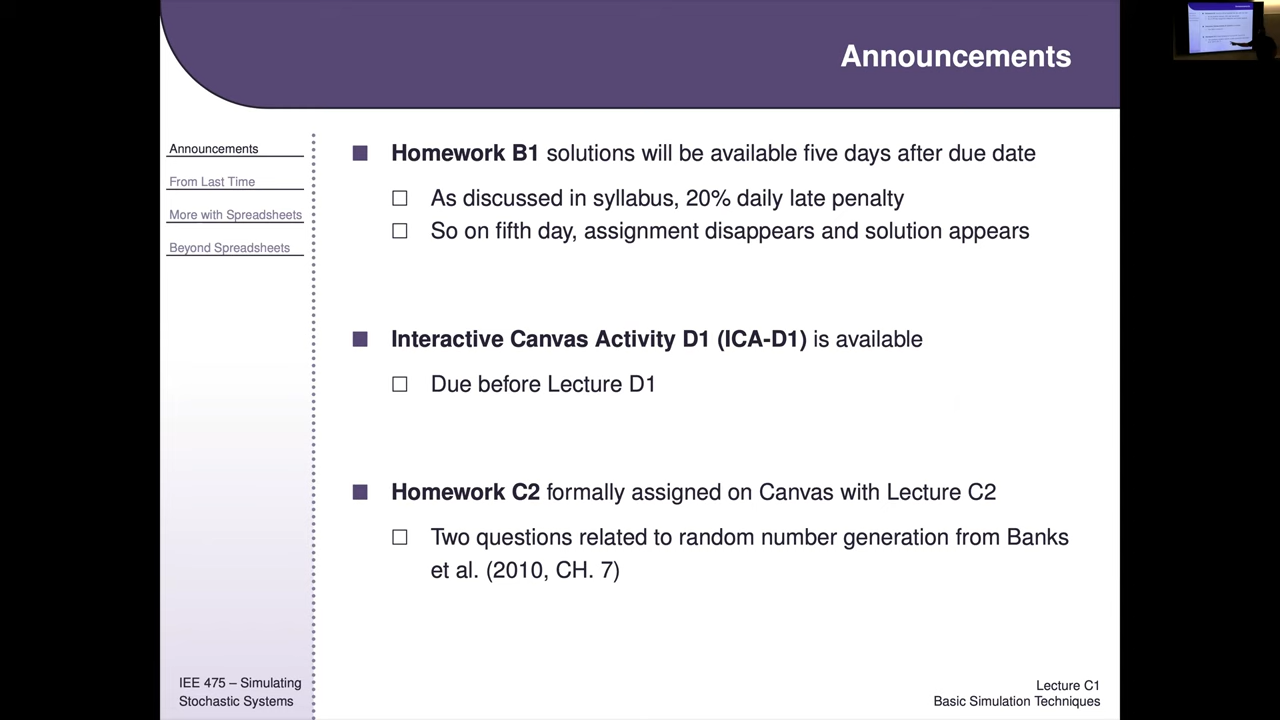 Announcements
Announcements
From Last Time
More with Spreadsheets
Beyond Spreadsheets
Homework B1 solutions will be available five days after due date
As discussed in syllabus, 20% daily late penalty
So on fifth day, assignment disappears and solution appears
Interactive Canvas Activity D1 (ICA-D1) is available
Due before Lecture D1
Homework C2 formally assigned on Canvas with Lecture C2
Two questions related to random number generation from Banks
et al. (2010, CH. 7)
IEE 475 – Simulating
Stochastic Systems
Lecture C1
Basic Simulation Techniques